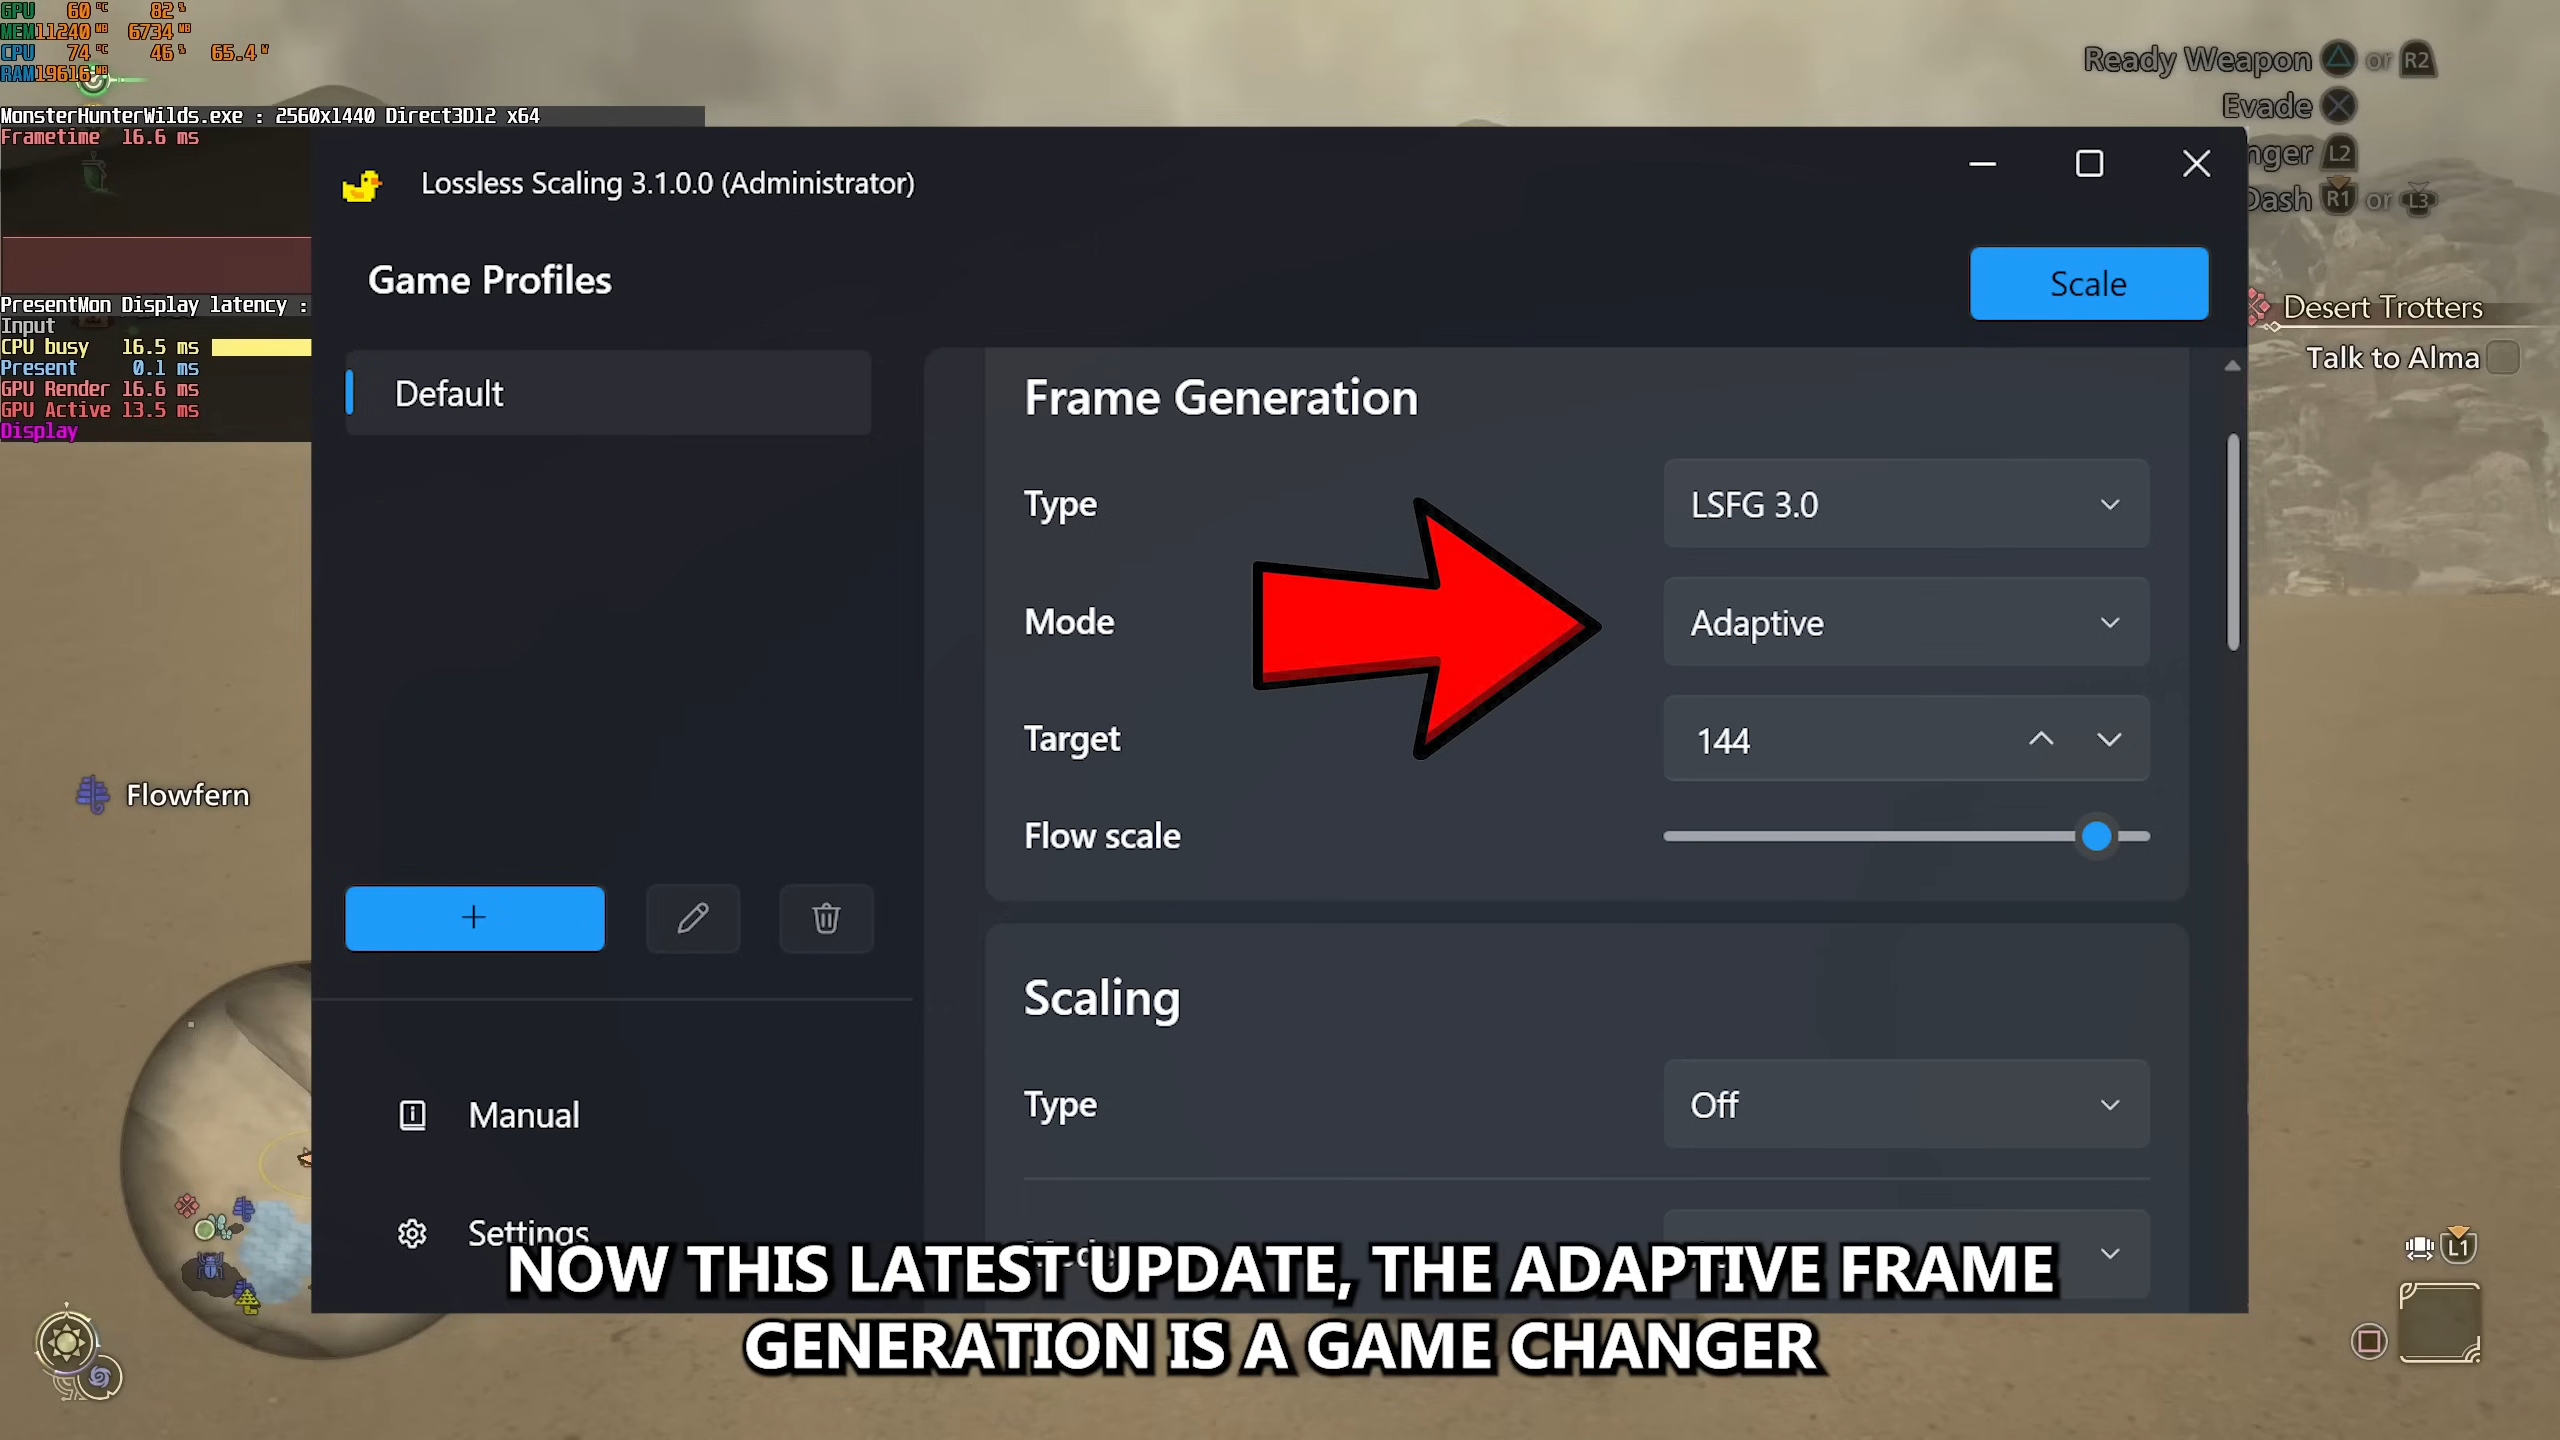 GPU 60 °C 82 %
MEM 11240 MB 6734 MB
CPU 74 °C 46 % 65.4 W
RAM 19616 MB
MonsterHunterWilds.exe : 2560x1440 Direct3D12 x64
Frametime 16.6 ms
PresentMon Display latency :
Input
CPU busy 16.5 ms
Present 0.1 ms
GPU Render 16.6 ms
GPU Active 13.5 ms
Display
Ready Weapon or R2
Evade
nger L2
Dash R1 or L3
Desert Trotters
Talk to Alma
Lossless Scaling 3.1.0.0 (Administrator)
Game Profiles
Scale
Default
+
Manual
Settings
Frame Generation
Type LSFG 3.0
Mode Adaptive
Target 144
Flow scale
Scaling
Type Off
Mode
Flowfern
L1
NOW THIS LATEST UPDATE, THE ADAPTIVE FRAME
GENERATION IS A GAME CHANGER